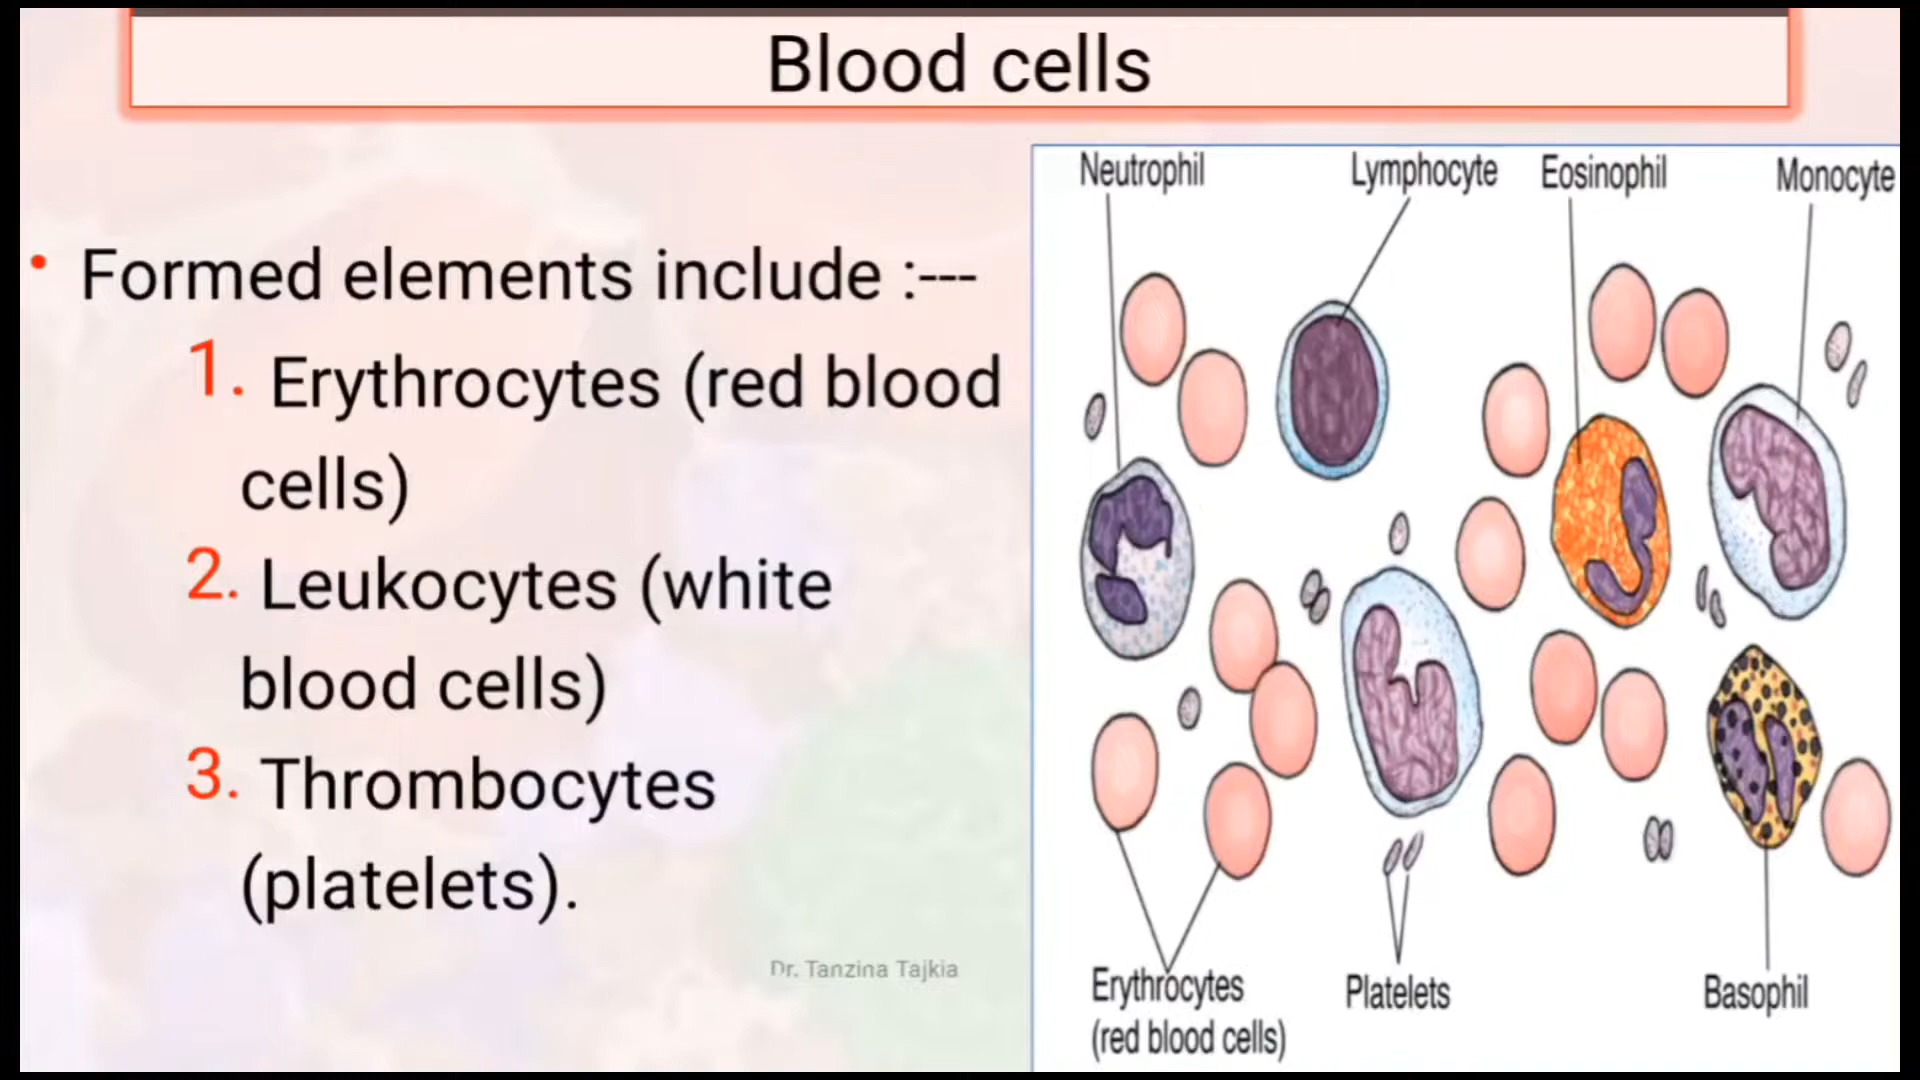 Blood cells
Neutrophil Lymphocyte Eosinophil Monocyte
• Formed elements include :---
1. Erythrocytes (red blood
cells)
2. Leukocytes (white
blood cells)
3. Thrombocytes
(platelets).
Dr. Tanzina Tajkia
Erythrocytes
(red blood cells)
Platelets
Basophil